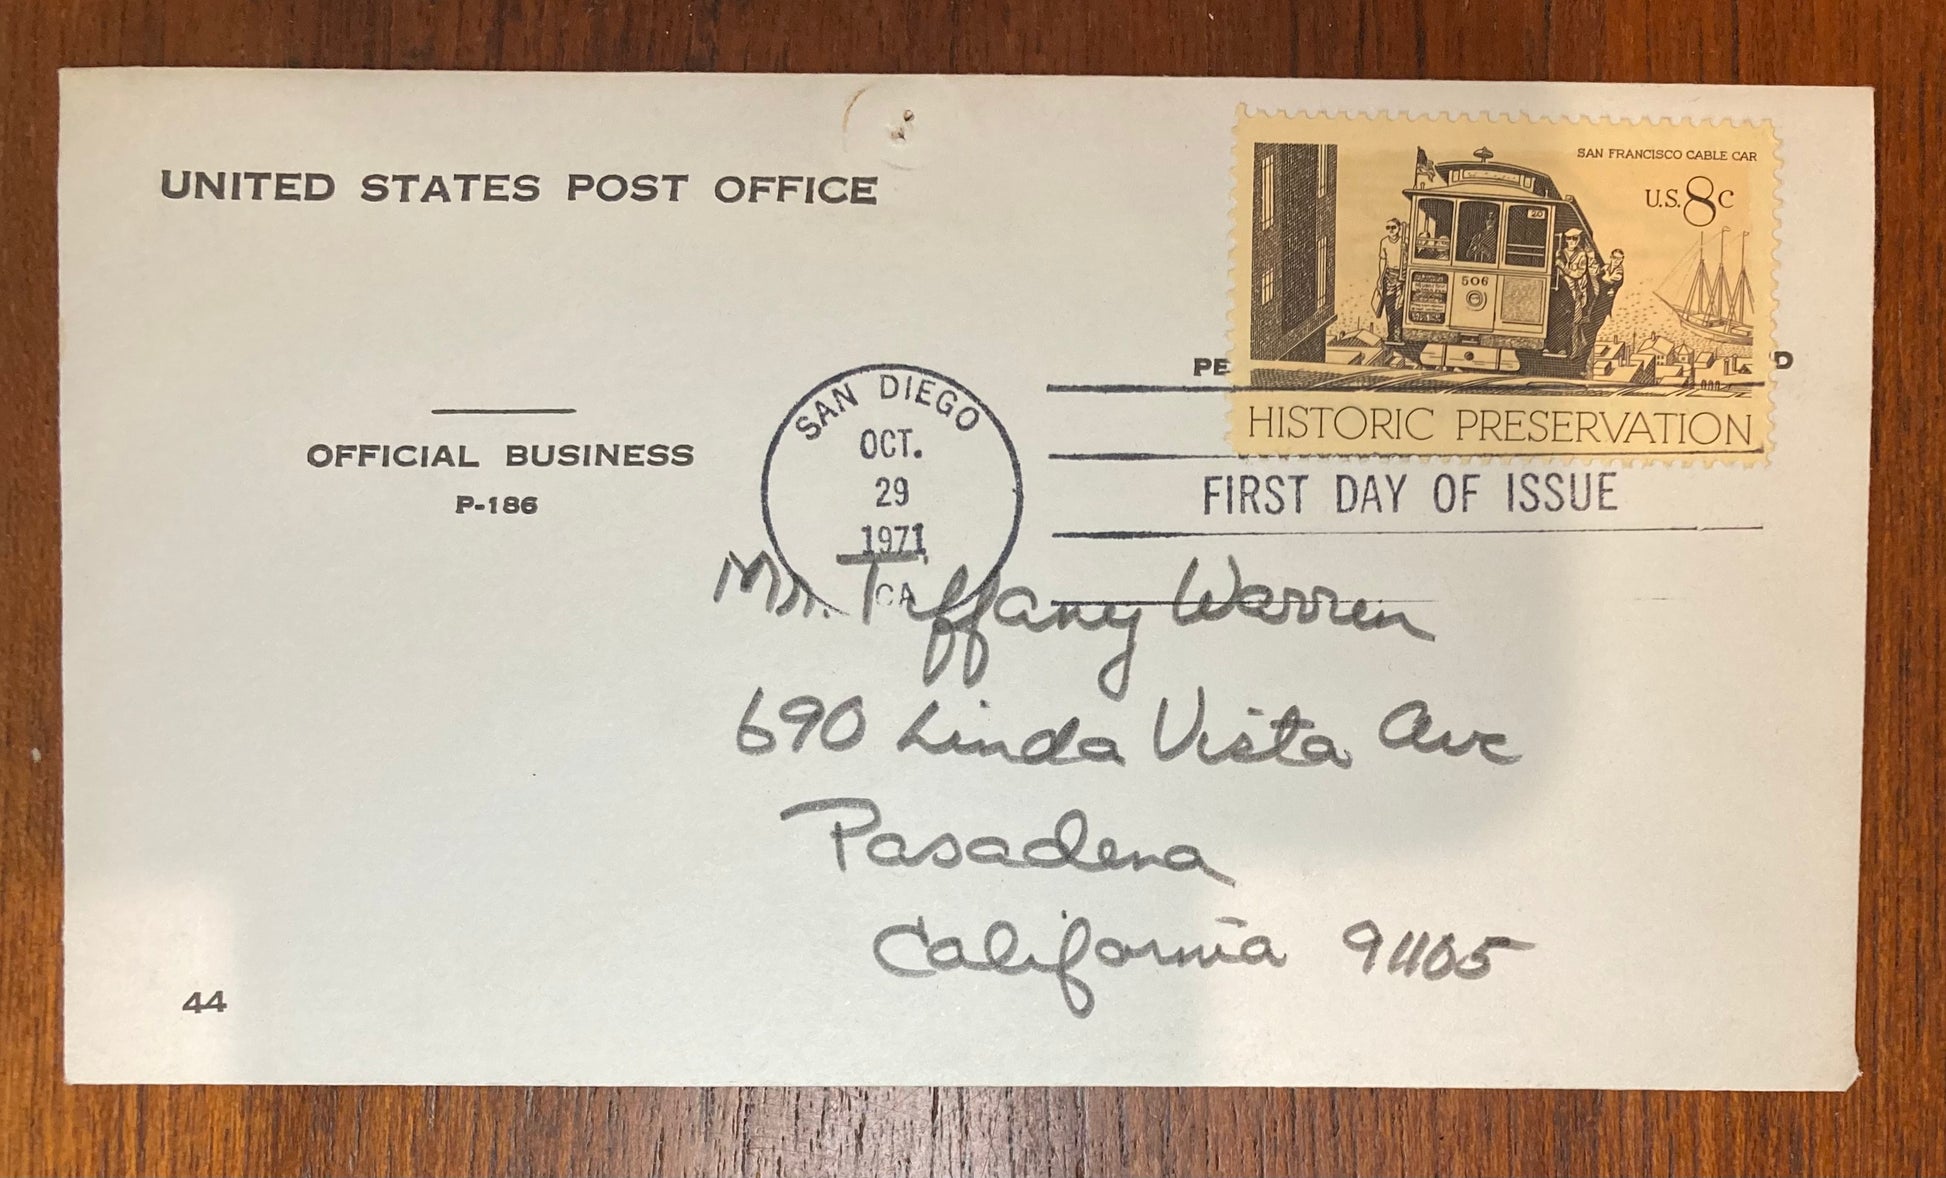 UNITED STATES POST OFFICE
SAN FRANCISCO CABLE CAR
U.S. 8c
20
506
HISTORIC PRESERVATION
OFFICIAL BUSINESS
P-186
SAN DIEGO
OCT.
29
1971
CA
FIRST DAY OF ISSUE
Mr. Tiffany Warren
690 Linda Vista Ave
Pasadena
California 91105
44